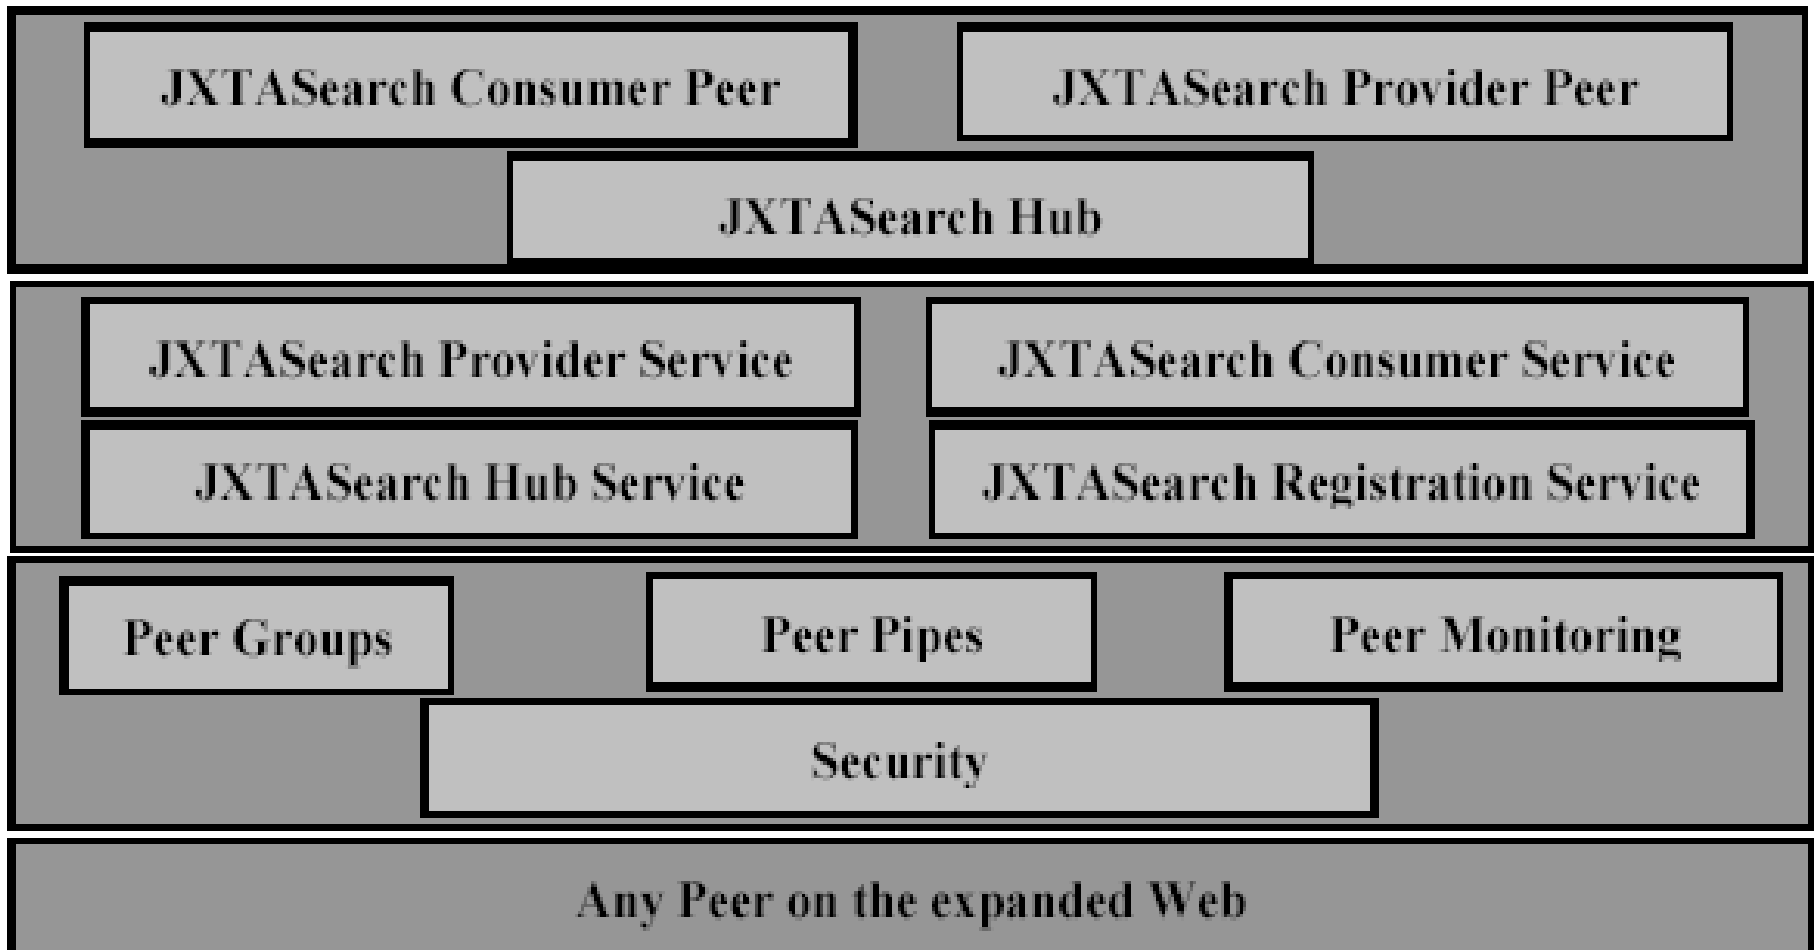 JXTASearch Consumer Peer
JXTASearch Provider Peer
JXTASearch Hub
JXTASearch Provider Service
JXTASearch Consumer Service
JXTASearch Hub Service
JXTASearch Registration Service
Peer Groups
Peer Pipes
Peer Monitoring
Security
Any Peer on the expanded Web